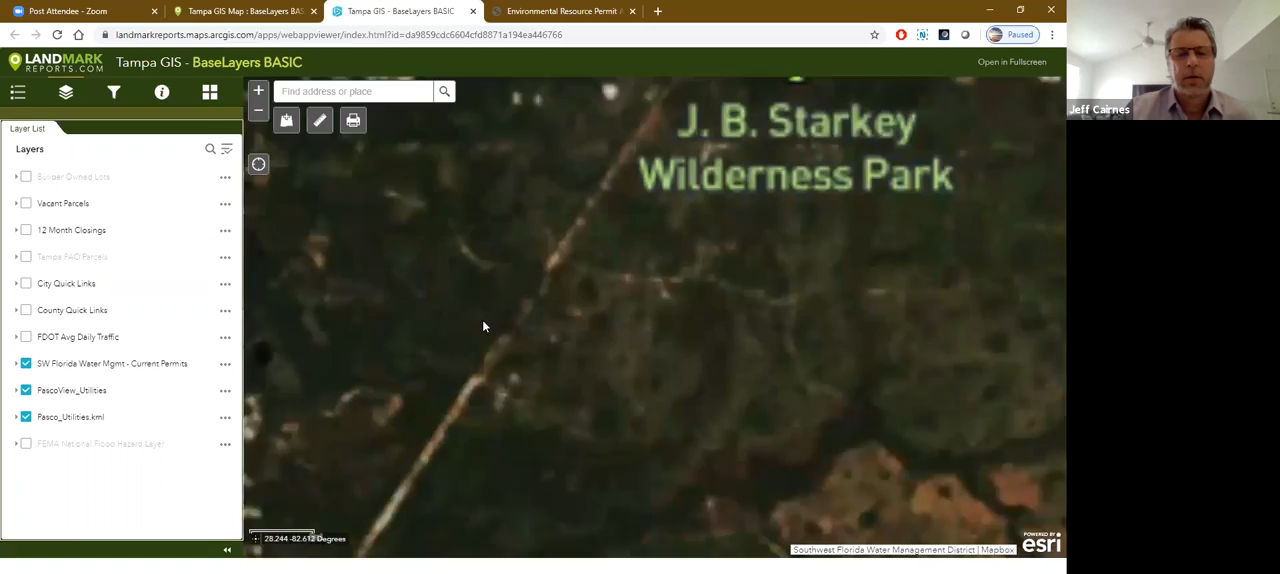 Post Attendee - Zoom
Tampa GIS Map : BaseLayers BAS
Tampa GIS - BaseLayers BASIC
Environmental Resource Permit A
landmarkreports.maps.arcgis.com/apps/webappviewer/index.html?id=da9859cdc6604cfd8871a194ea446766
Paused
LANDMARK
REPORTS.COM
Tampa GIS - BaseLayers BASIC
Open in Fullscreen
Find address or place
Jeff Cairnes
Layer List
Layers
Builder Owned Lots
Vacant Parcels
12 Month Closings
Tampa PAO Parcels
City Quick Links
County Quick Links
FDOT Avg Daily Traffic
SW Florida Water Mgmt - Current Permits
PascoView_Utilities
Pasco_Utilities.kml
FEMA National Flood Hazard Layer
J. B. Starkey
Wilderness Park
28.244 -82.612 Degrees
Southwest Florida Water Management District | Mapbox
POWERED BY
esri